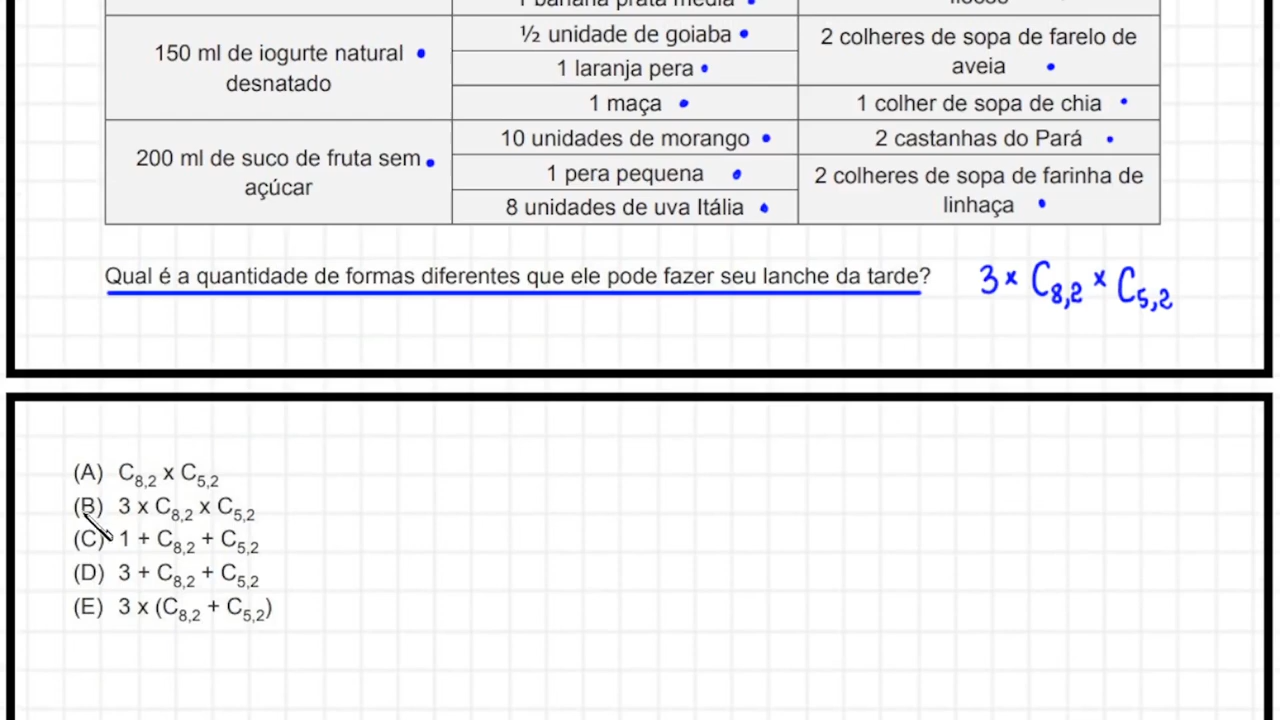 1 banana prata média
150 ml de iogurte natural
desnatado
½ unidade de goiaba
1 laranja pera
1 maça
2 colheres de sopa de farelo de
aveia
1 colher de sopa de chia
200 ml de suco de fruta sem
açúcar
10 unidades de morango
1 pera pequena
8 unidades de uva Itália
2 castanhas do Pará
2 colheres de sopa de farinha de
linhaça
Qual é a quantidade de formas diferentes que ele pode fazer seu lanche da tarde?
3 × C8,2 × C5,2
(A) C8,2 x C5,2
(B) 3 x C8,2 x C5,2
(C) 1 + C8,2 + C5,2
(D) 3 + C8,2 + C5,2
(E) 3 x (C8,2 + C5,2)